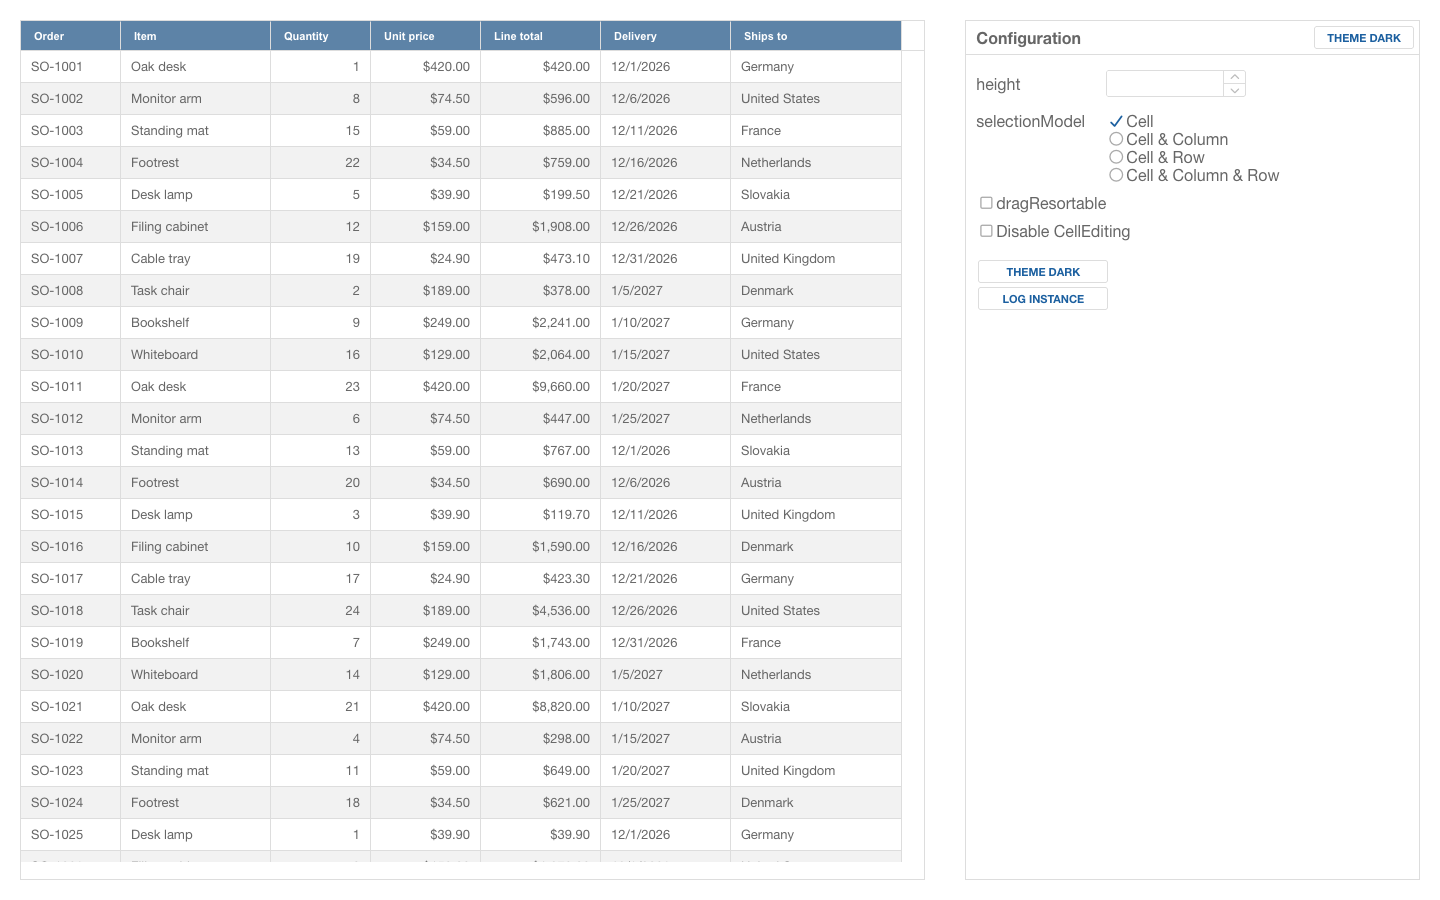 Order Item Quantity Unit price Line total Delivery Ships to
SO-1001 Oak desk 1 $420.00 $420.00 12/1/2026 Germany
SO-1002 Monitor arm 8 $74.50 $596.00 12/6/2026 United States
SO-1003 Standing mat 15 $59.00 $885.00 12/11/2026 France
SO-1004 Footrest 22 $34.50 $759.00 12/16/2026 Netherlands
SO-1005 Desk lamp 5 $39.90 $199.50 12/21/2026 Slovakia
SO-1006 Filing cabinet 12 $159.00 $1,908.00 12/26/2026 Austria
SO-1007 Cable tray 19 $24.90 $473.10 12/31/2026 United Kingdom
SO-1008 Task chair 2 $189.00 $378.00 1/5/2027 Denmark
SO-1009 Bookshelf 9 $249.00 $2,241.00 1/10/2027 Germany
SO-1010 Whiteboard 16 $129.00 $2,064.00 1/15/2027 United States
SO-1011 Oak desk 23 $420.00 $9,660.00 1/20/2027 France
SO-1012 Monitor arm 6 $74.50 $447.00 1/25/2027 Netherlands
SO-1013 Standing mat 13 $59.00 $767.00 12/1/2026 Slovakia
SO-1014 Footrest 20 $34.50 $690.00 12/6/2026 Austria
SO-1015 Desk lamp 3 $39.90 $119.70 12/11/2026 United Kingdom
SO-1016 Filing cabinet 10 $159.00 $1,590.00 12/16/2026 Denmark
SO-1017 Cable tray 17 $24.90 $423.30 12/21/2026 Germany
SO-1018 Task chair 24 $189.00 $4,536.00 12/26/2026 United States
SO-1019 Bookshelf 7 $249.00 $1,743.00 12/31/2026 France
SO-1020 Whiteboard 14 $129.00 $1,806.00 1/5/2027 Netherlands
SO-1021 Oak desk 21 $420.00 $8,820.00 1/10/2027 Slovakia
SO-1022 Monitor arm 4 $74.50 $298.00 1/15/2027 Austria
SO-1023 Standing mat 11 $59.00 $649.00 1/20/2027 United Kingdom
SO-1024 Footrest 18 $34.50 $621.00 1/25/2027 Denmark
SO-1025 Desk lamp 1 $39.90 $39.90 12/1/2026 Germany
Configuration THEME DARK
height
selectionModel Cell
Cell & Column
Cell & Row
Cell & Column & Row
dragResortable
Disable CellEditing
THEME DARK
LOG INSTANCE